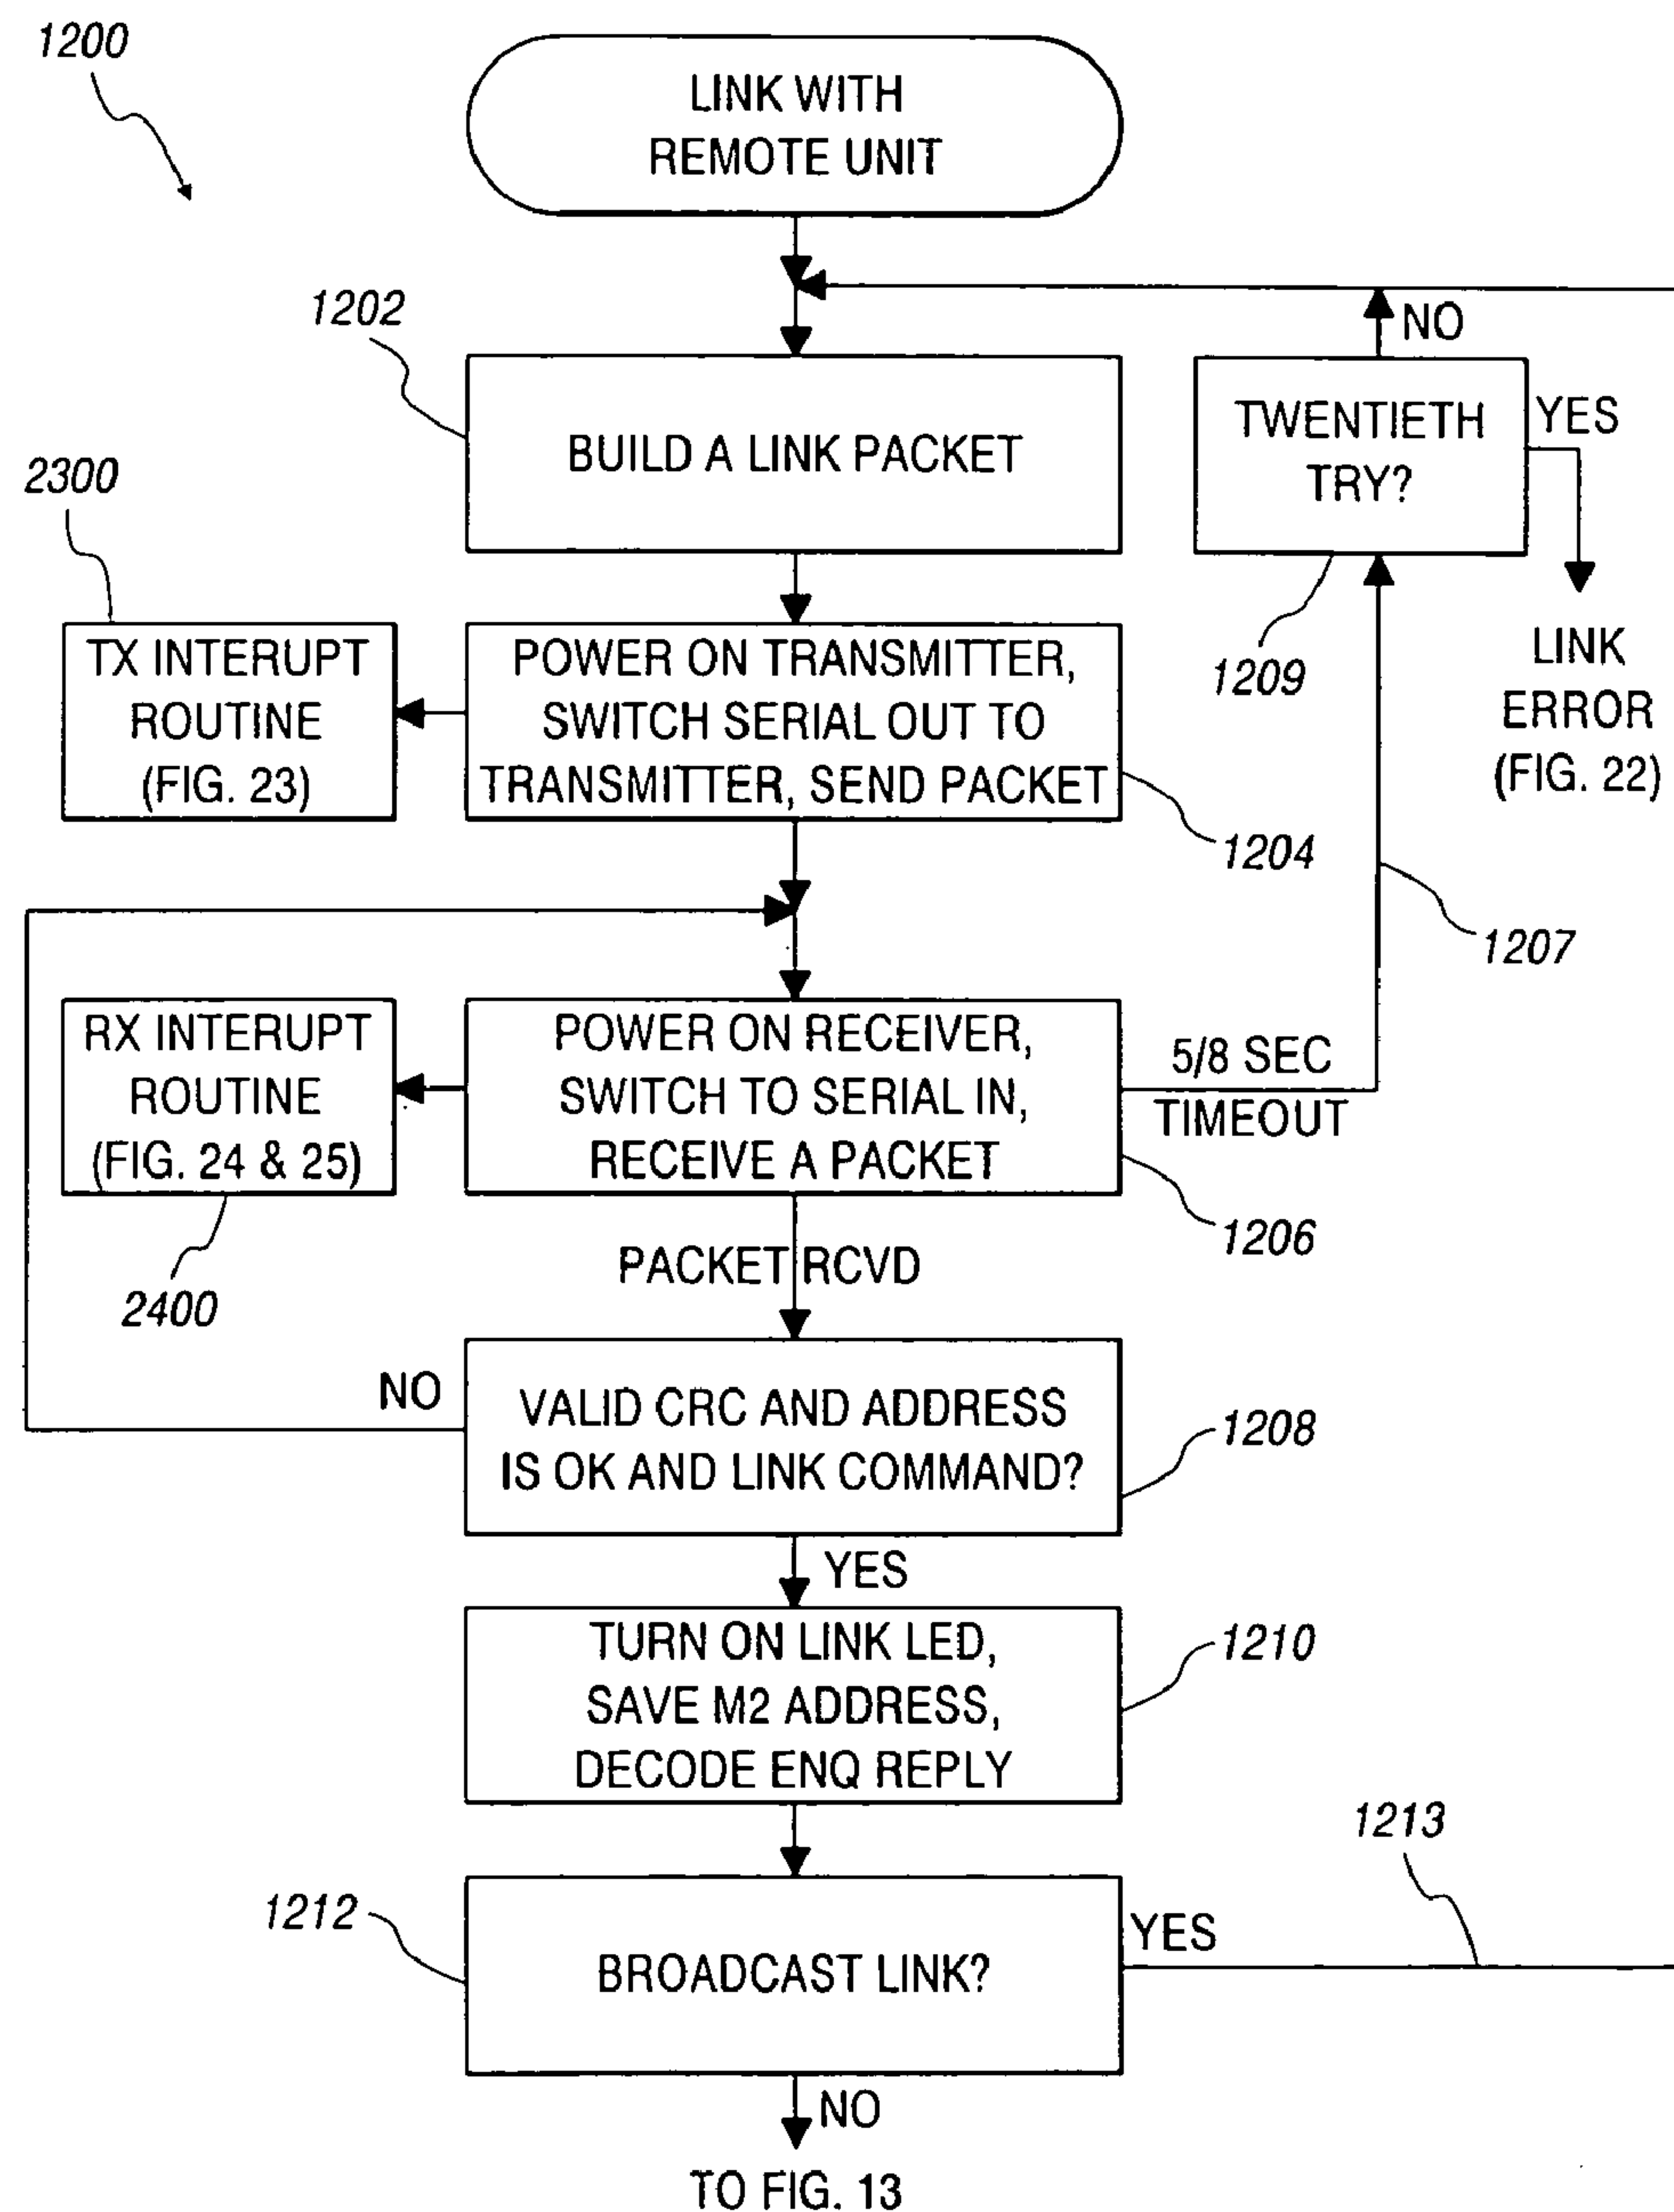 1200
LINK WITH
REMOTE UNIT
1202
NO
BUILD A LINK PACKET
TWENTIETH
TRY?
YES
2300
1209
LINK
ERROR
(FIG. 22)
TX INTERUPT
ROUTINE
(FIG. 23)
POWER ON TRANSMITTER,
SWITCH SERIAL OUT TO
TRANSMITTER, SEND PACKET
1204
1207
RX INTERUPT
ROUTINE
(FIG. 24 & 25)
POWER ON RECEIVER,
SWITCH TO SERIAL IN,
RECEIVE A PACKET
5/8 SEC
TIMEOUT
1206
2400
PACKET RCVD
NO
VALID CRC AND ADDRESS
IS OK AND LINK COMMAND?
1208
YES
TURN ON LINK LED,
SAVE M2 ADDRESS,
DECODE ENQ REPLY
1210
1213
1212
BROADCAST LINK?
YES
NO
TO FIG. 13